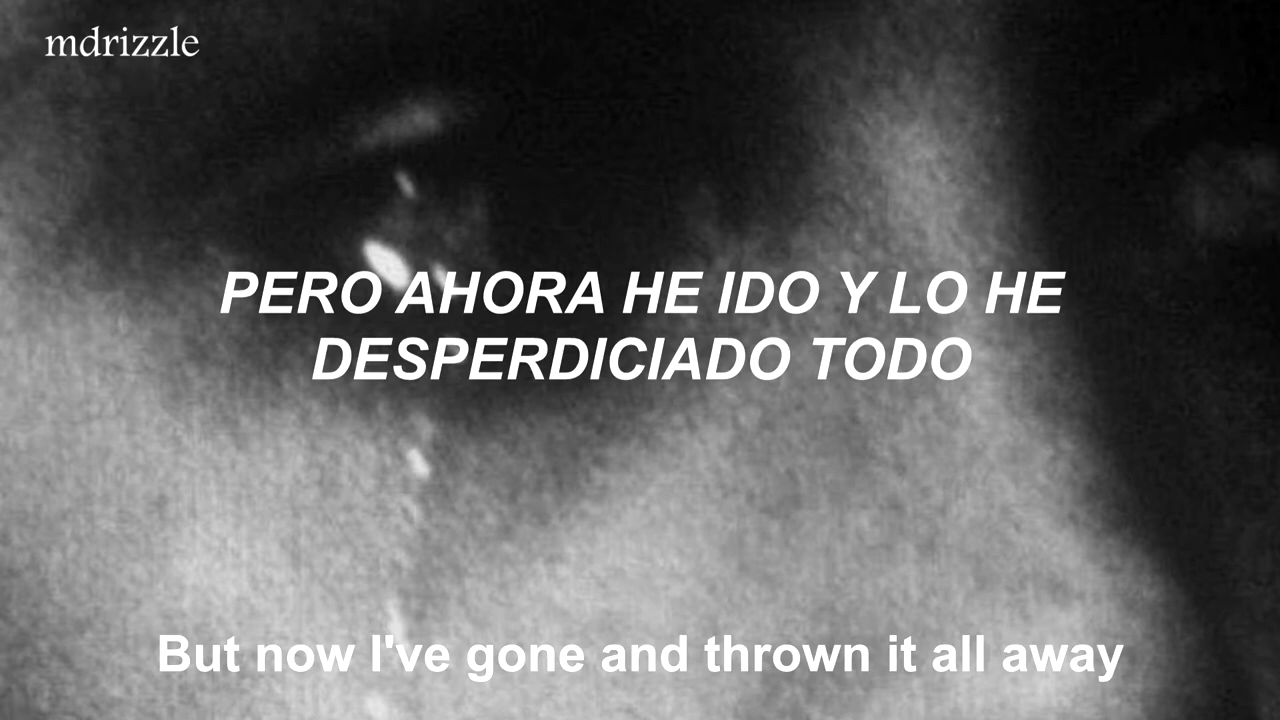 mdrizzle
PERO AHORA HE IDO Y LO HE
DESPERDICIADO TODO
But now I've gone and thrown it all away